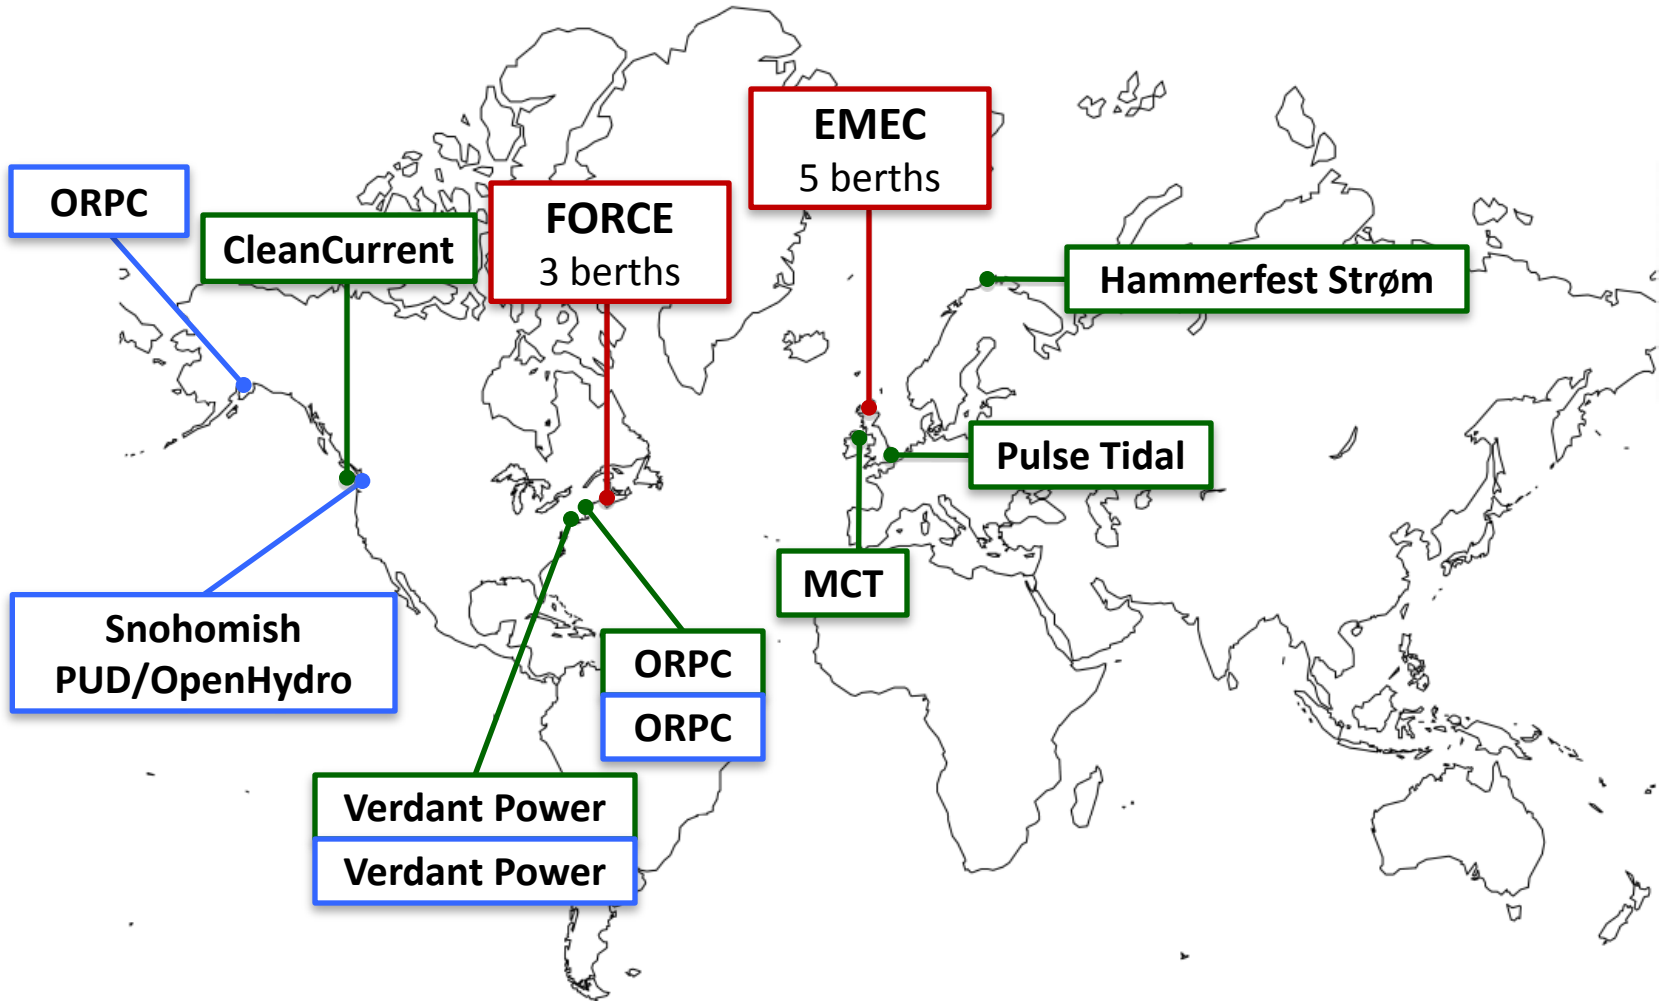 EMEC
5 berths
ORPC
FORCE
3 berths
CleanCurrent
Hammerfest Strøm
Pulse Tidal
MCT
Snohomish
PUD/OpenHydro
ORPC
ORPC
Verdant Power
Verdant Power